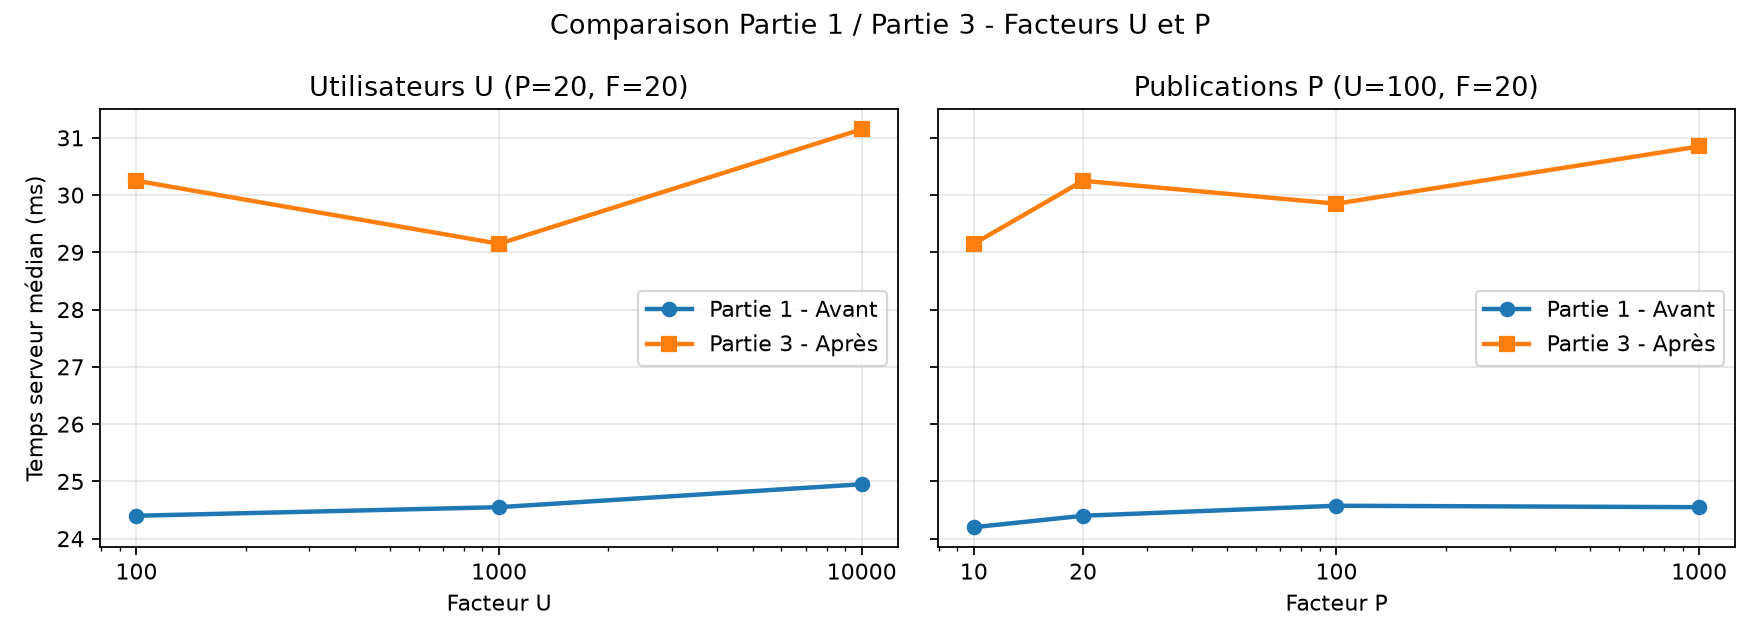 Comparaison Partie 1 / Partie 3 - Facteurs U et P
Utilisateurs U (P=20, F=20)
Temps serveur médian (ms)
31
30
29
28
27
26
25
24
Partie 1 - Avant
Partie 3 - Après
100
1000
10000
Facteur U
Publications P (U=100, F=20)
Partie 1 - Avant
Partie 3 - Après
10
20
100
1000
Facteur P